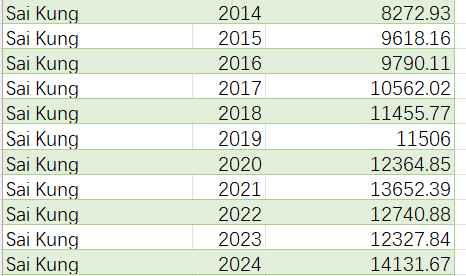 Sai Kung 2014 8272.93
Sai Kung 2015 9618.16
Sai Kung 2016 9790.11
Sai Kung 2017 10562.02
Sai Kung 2018 11455.77
Sai Kung 2019 11506
Sai Kung 2020 12364.85
Sai Kung 2021 13652.39
Sai Kung 2022 12740.88
Sai Kung 2023 12327.84
Sai Kung 2024 14131.67